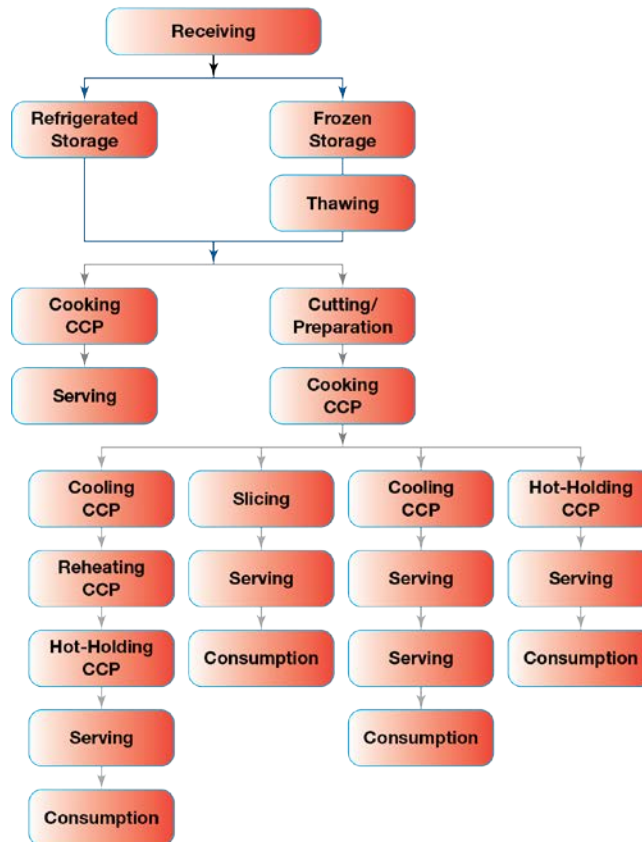 Receiving
Refrigerated
Storage
Frozen
Storage
Thawing
Cooking
CCP
Cutting/
Preparation
Serving
Cooking
CCP
Cooling
CCP
Slicing
Cooling
CCP
Hot-Holding
CCP
Reheating
CCP
Serving
Serving
Serving
Hot-Holding
CCP
Consumption
Serving
Consumption
Serving
Consumption
Consumption